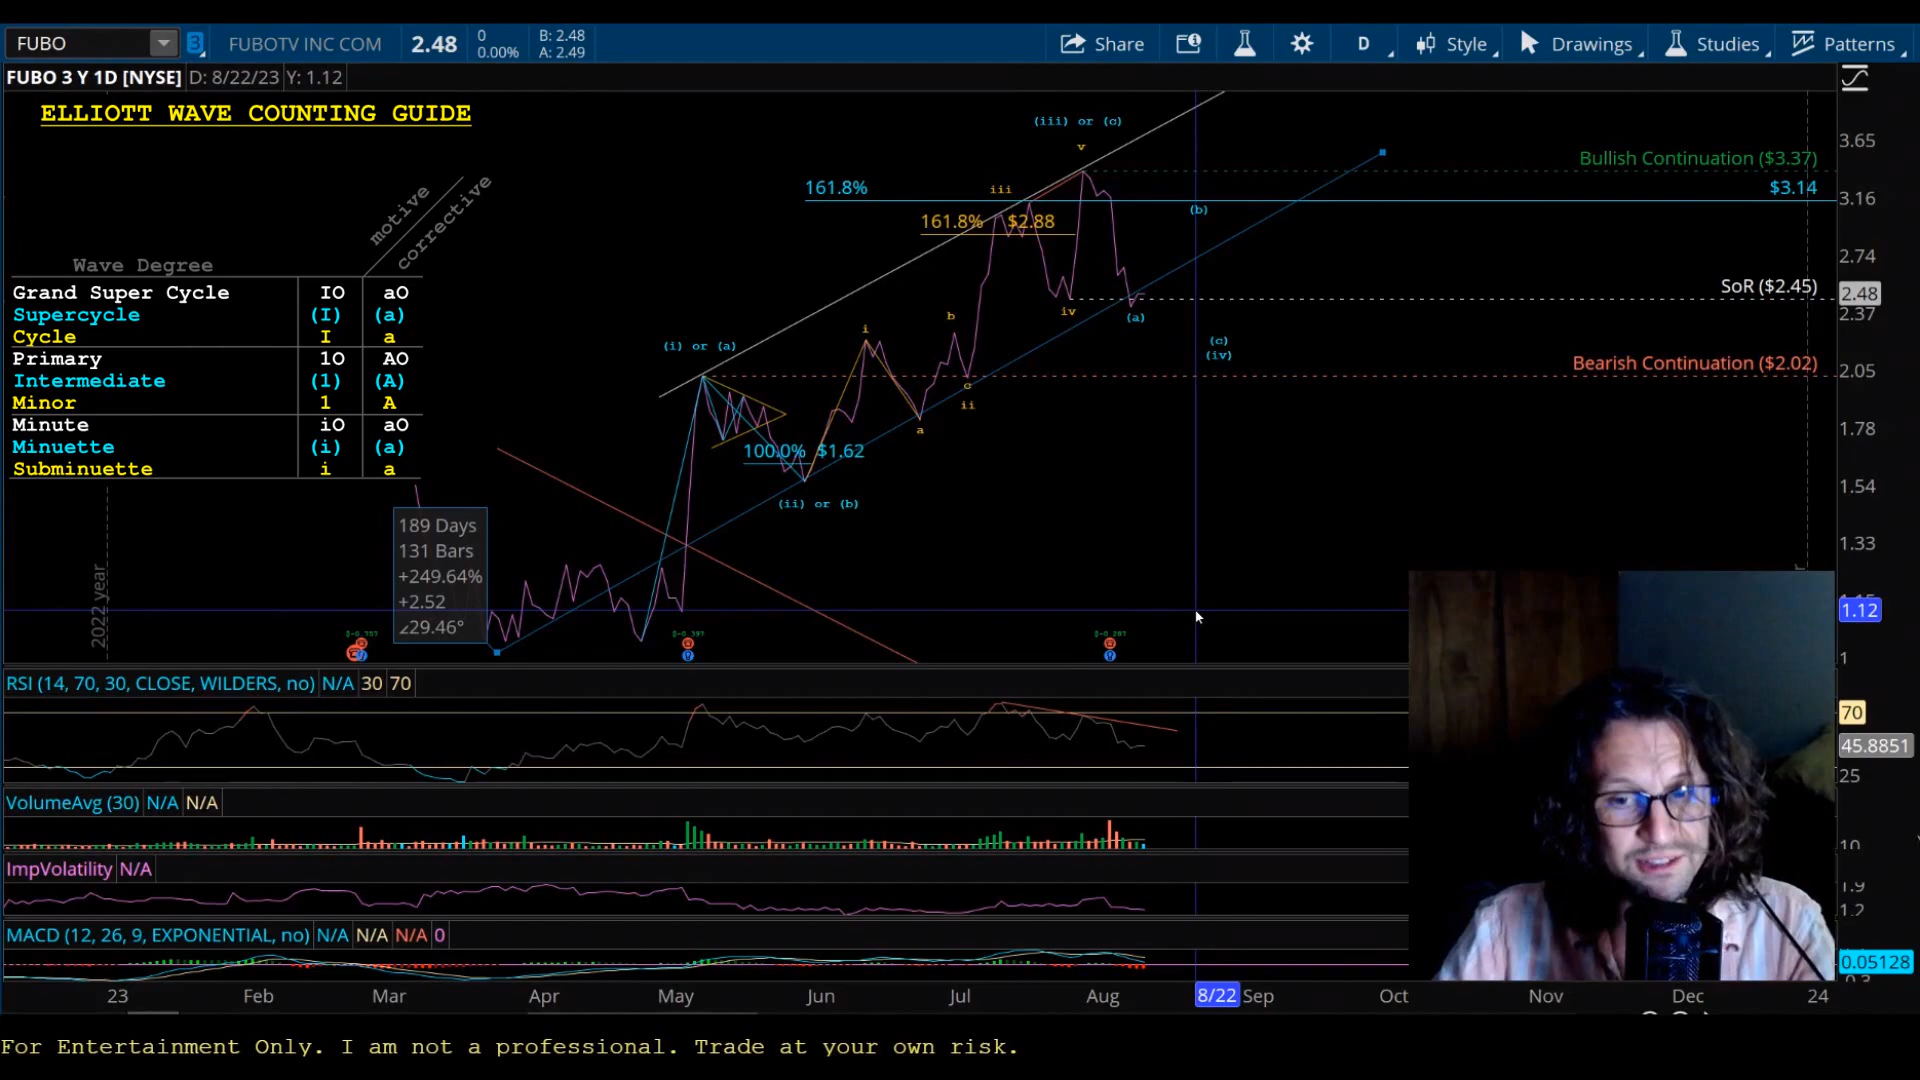 FUBO 3 FUBOTV INC COM 2.48 0 0.00% B: 2.48 A: 2.49 Share D Style Drawings Studies Patterns
FUBO 3 Y 1D [NYSE] D: 8/22/23 Y: 1.12
ELLIOTT WAVE COUNTING GUIDE
motive
corrective
Wave Degree
Grand Super Cycle IO aO
Supercycle (I) (a)
Cycle I a
Primary 1O AO
Intermediate (1) (A)
Minor 1 A
Minute iO aO
Minuette (i) (a)
Subminuette i a
2022 year
189 Days
131 Bars
+249.64%
+2.52
∠29.46°
(iii) or (c)
v
iii
161.8%
161.8% $2.88
(b)
Bullish Continuation ($3.37)
$3.14
SoR ($2.45)
iv
(a)
b
i
(i) or (a)
(c)
(iv)
Bearish Continuation ($2.02)
c
ii
a
100.0% $1.62
(ii) or (b)
3.65
3.16
2.74
2.48
2.37
2.05
1.78
1.54
1.33
1.12
1
RSI (14, 70, 30, CLOSE, WILDERS, no) N/A 30 70
70
45.8851
25
VolumeAvg (30) N/A N/A
10
ImpVolatility N/A
1.9
1.2
MACD (12, 26, 9, EXPONENTIAL, no) N/A N/A N/A 0
0.05128
23 Feb Mar Apr May Jun Jul Aug 8/22 Sep Oct Nov Dec 24
For Entertainment Only. I am not a professional. Trade at your own risk.